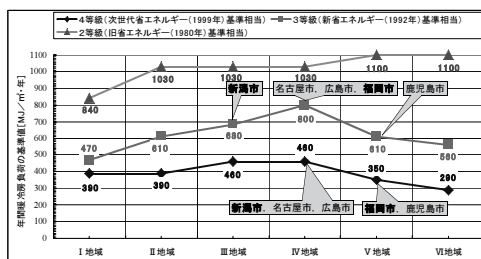 4等級（次世代省エネルギー（1999年）基準相当）
3等級（新省エネルギー（1992年）基準相当）
2等級（旧省エネルギー（1980年）基準相当）
年間暖冷房負荷の基準値［MJ／㎡・年］
1100
1000
900
800
700
600
500
400
300
200
100
0
840
1030
1030
1030
1100
1100
新潟市
名古屋市，広島市，福岡市
鹿児島市
470
610
680
800
610
560
390
390
460
460
350
290
新潟市，名古屋市，広島市
福岡市，鹿児島市
Ⅰ地域
Ⅱ地域
Ⅲ地域
Ⅳ地域
Ⅴ地域
Ⅵ地域